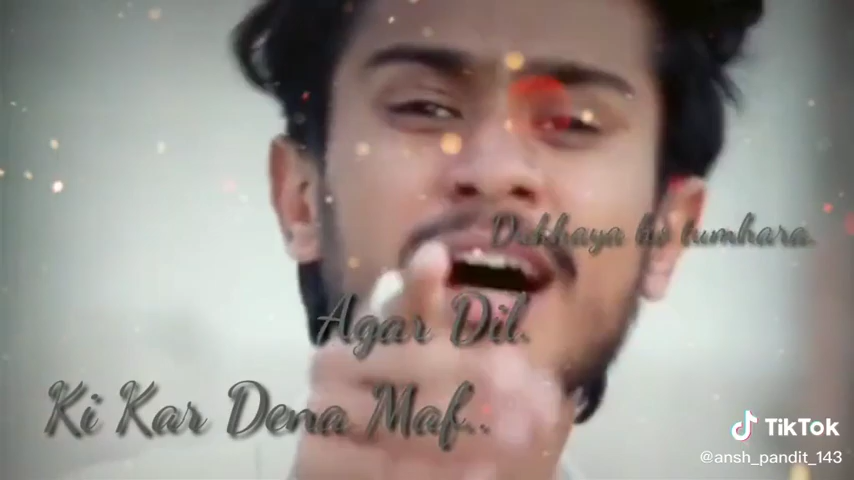 Dukhaya ho tumhara.
Agar Dil.
Ki Kar Dena Maf..
TikTok
@ansh_pandit_143